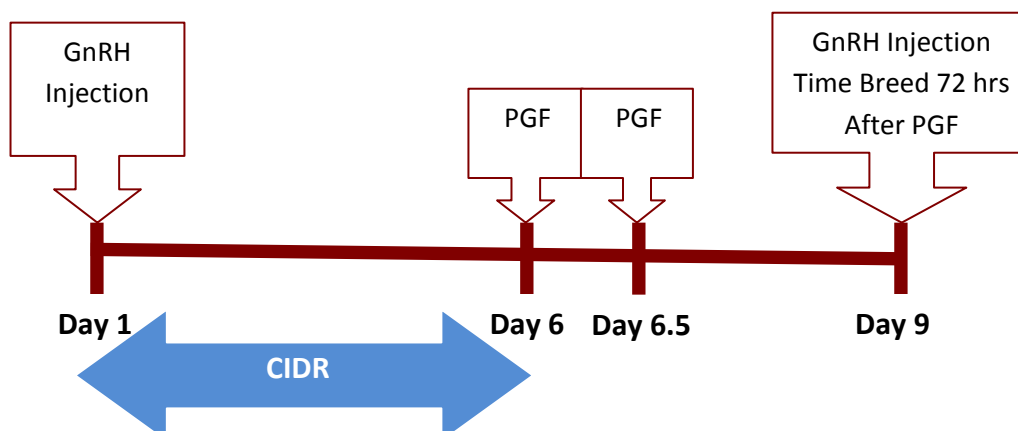 GnRH
Injection
PGF
PGF
GnRH Injection
Time Breed 72 hrs
After PGF
Day 1
Day 6
Day 6.5
Day 9
CIDR